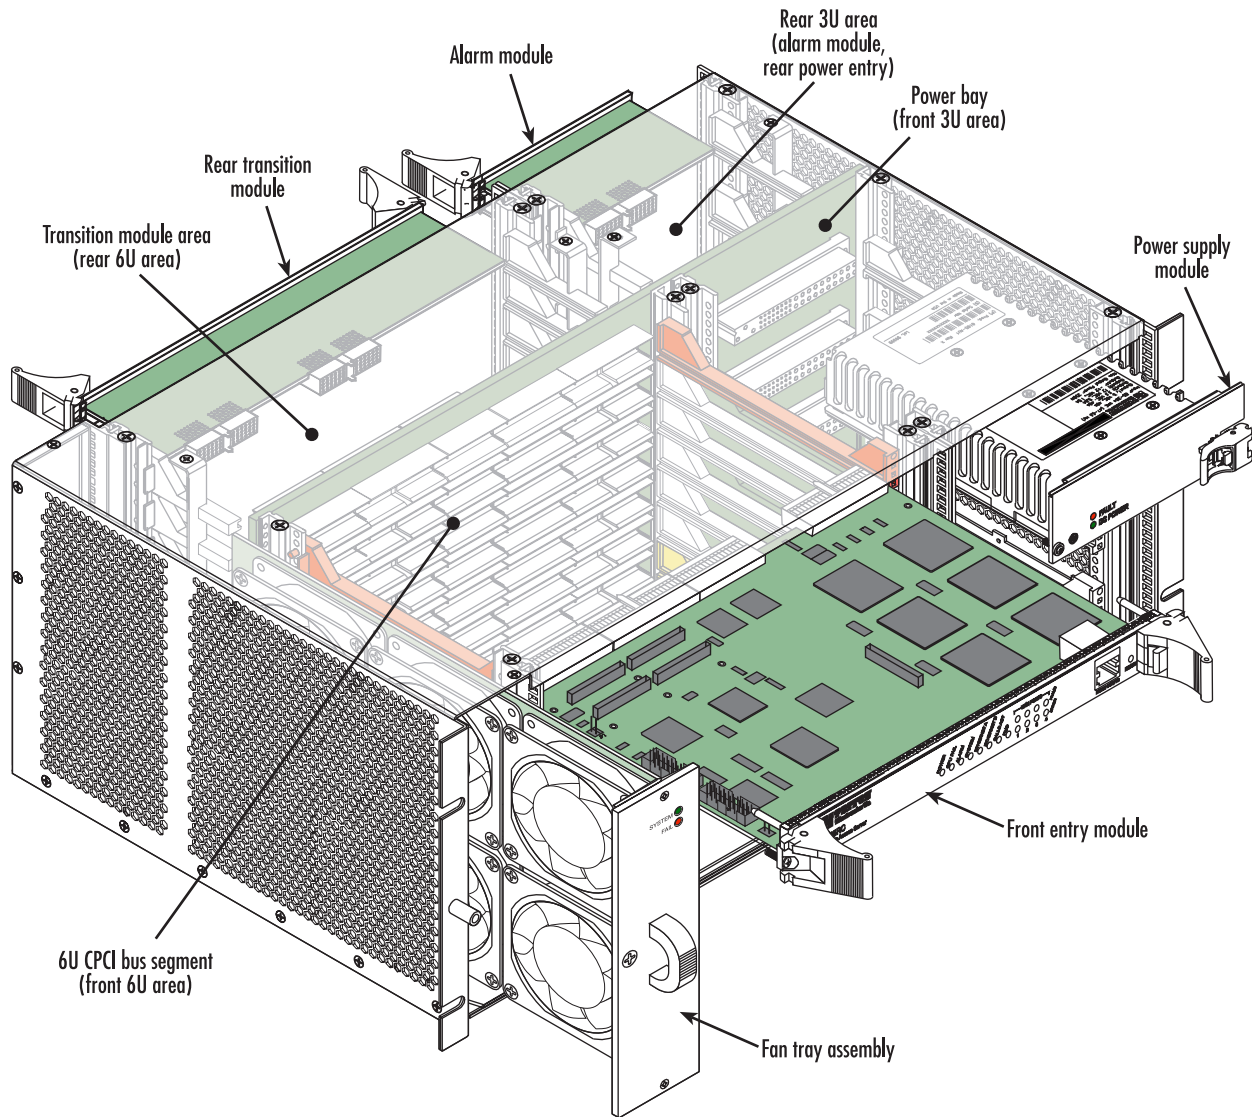 Rear 3U area
(alarm module,
rear power entry)
Alarm module
Power bay
(front 3U area)
Rear transition
module
Transition module area
(rear 6U area)
Power supply
module
FAULT
DC POWER
SYSTEM
FAIL
Front entry module
6U CPCI bus segment
(front 6U area)
Fan tray assembly